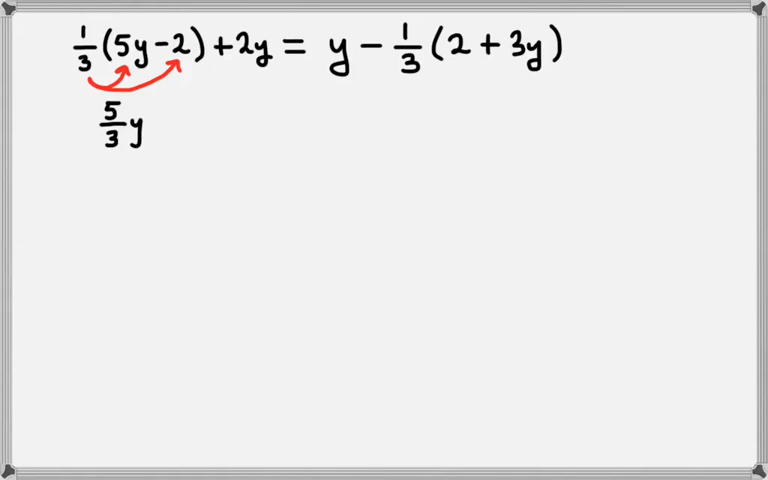 1/3 (5y - 2) + 2y = y - 1/3 (2 + 3y)
5/3 y